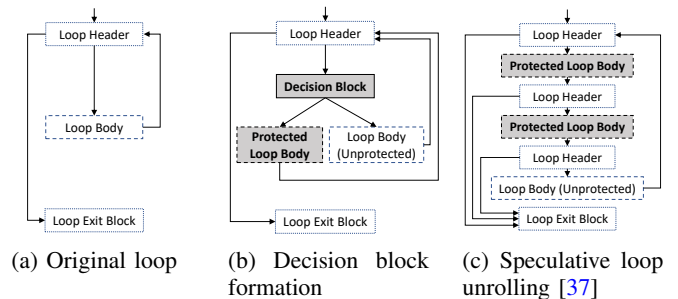 Loop Header
Loop Body
Loop Exit Block
(a) Original loop
Loop Header
Decision Block
Protected
Loop Body
Loop Body
(Unprotected)
Loop Exit Block
(b) Decision block
formation
Loop Header
Protected Loop Body
Loop Header
Protected Loop Body
Loop Header
Loop Body (Unprotected)
Loop Exit Block
(c) Speculative loop
unrolling [37]